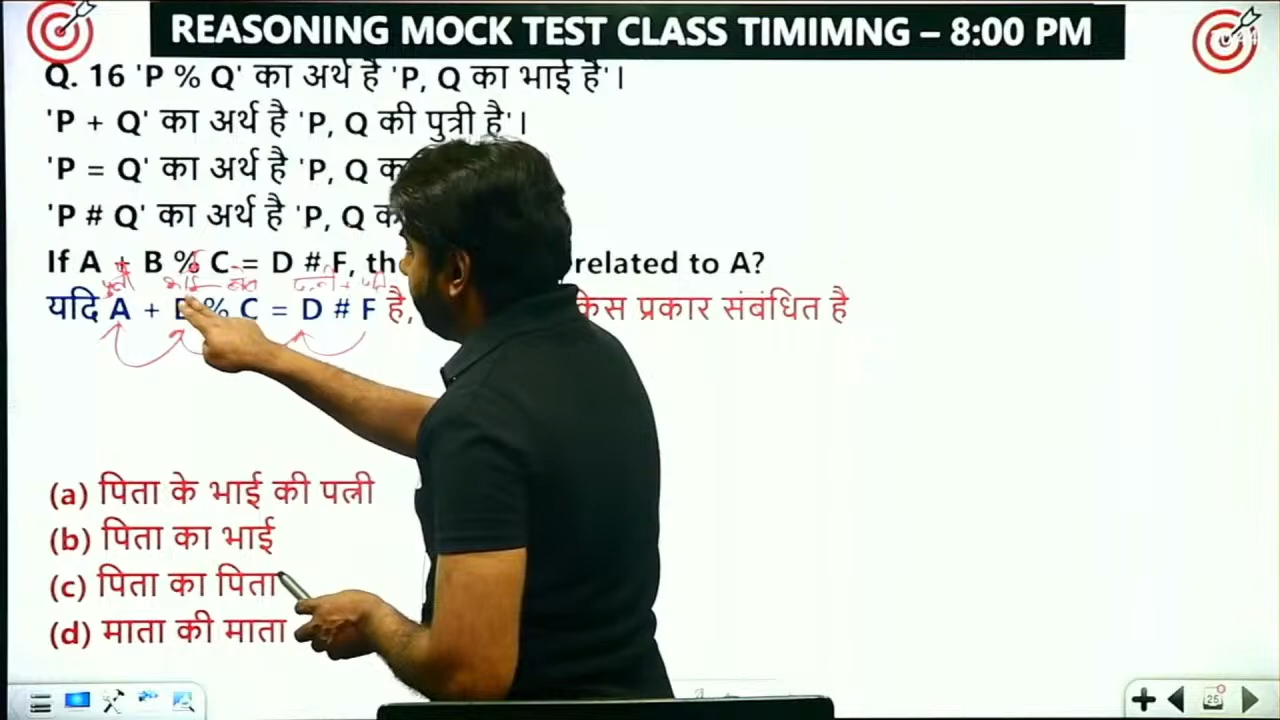 REASONING MOCK TEST CLASS TIMIMNG – 8:00 PM
Q. 16 'P % Q' का अर्थ है 'P, Q का भाई है'।
'P + Q' का अर्थ है 'P, Q की पुत्री है'।
'P = Q' का अर्थ है 'P, Q
'P # Q' का अर्थ है 'P, Q
If A + B % C = D # F, related to A?
पुत्री भाई
यदि A + % C = D # F है, प्रकार संबंधित है
(a) पिता के भाई की पत्नी
(b) पिता का भाई
(c) पिता का पिता
(d) माता की माता
25